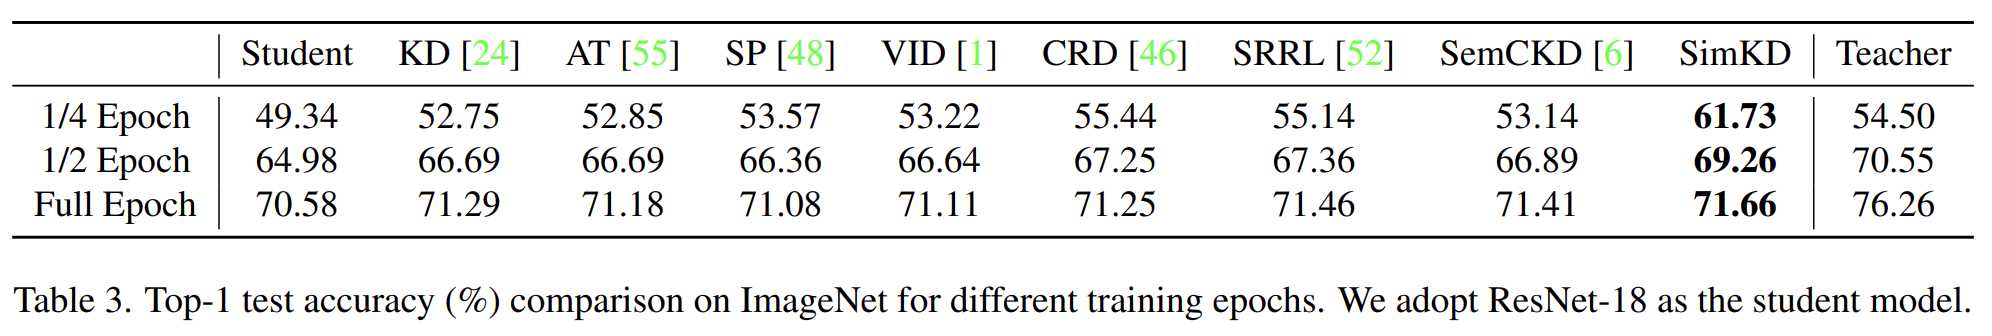 Student KD [24] AT [55] SP [48] VID [1] CRD [46] SRRL [52] SemCKD [6] SimKD Teacher
1/4 Epoch 49.34 52.75 52.85 53.57 53.22 55.44 55.14 53.14 61.73 54.50
1/2 Epoch 64.98 66.69 66.69 66.36 66.64 67.25 67.36 66.89 69.26 70.55
Full Epoch 70.58 71.29 71.18 71.08 71.11 71.25 71.46 71.41 71.66 76.26
Table 3. Top-1 test accuracy (%) comparison on ImageNet for different training epochs. We adopt ResNet-18 as the student model.